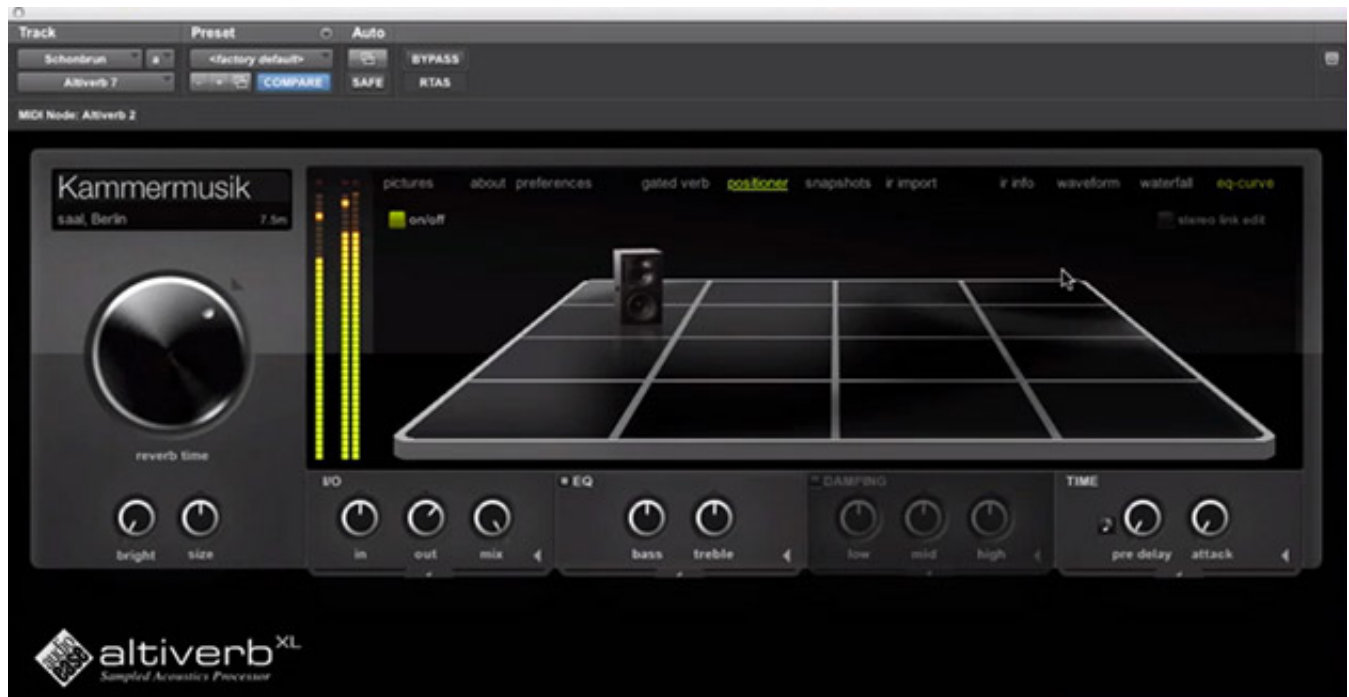 Track Preset Auto
Schonbrun a <factory default> BYPASS
Altiverb 7 - + COMPARE SAFE RTAS
MIDI Node: Altiverb 2
Kammermusik
saal, Berlin 7.5m
pictures about preferences gated verb positioner snapshots ir import ir info waveform waterfall eq-curve
on/off stereo link edit
reverb time
I/O EQ DAMPING TIME
bright size in out mix bass treble low mid high pre delay attack
audio ease
altiverb XL
Sampled Acoustics Processor